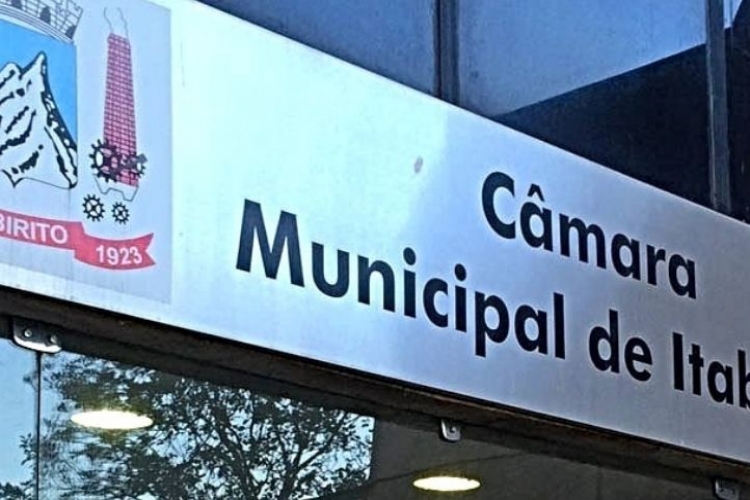 BIRITO
1923
Câmara
Municipal de Itab